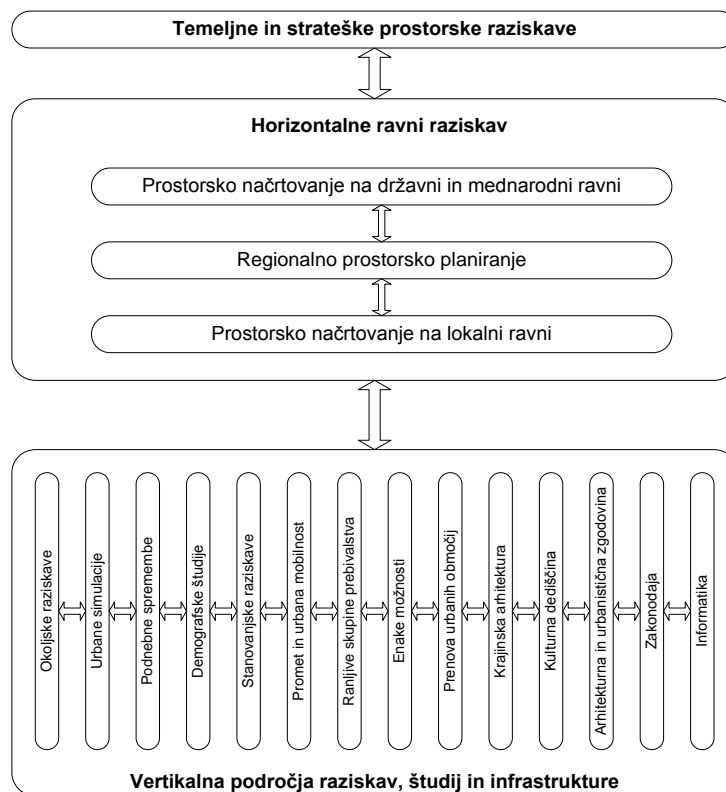 Temeljne in strateške prostorske raziskave
Horizontalne ravni raziskav
Prostorsko načrtovanje na državni in mednarodni ravni
Regionalno prostorsko planiranje
Prostorsko načrtovanje na lokalni ravni
Okoljske raziskave
Urbane simulacije
Podnebne spremembe
Demografske študije
Stanovanjske raziskave
Promet in urbana mobilnost
Ranljive skupine prebivalstva
Enake možnosti
Prenova urbanih območij
Krajinska arhitektura
Kulturna dediščina
Arhitekturna in urbanistična zgodovina
Zakonodaja
Informatika
Vertikalna področja raziskav, študij in infrastrukture